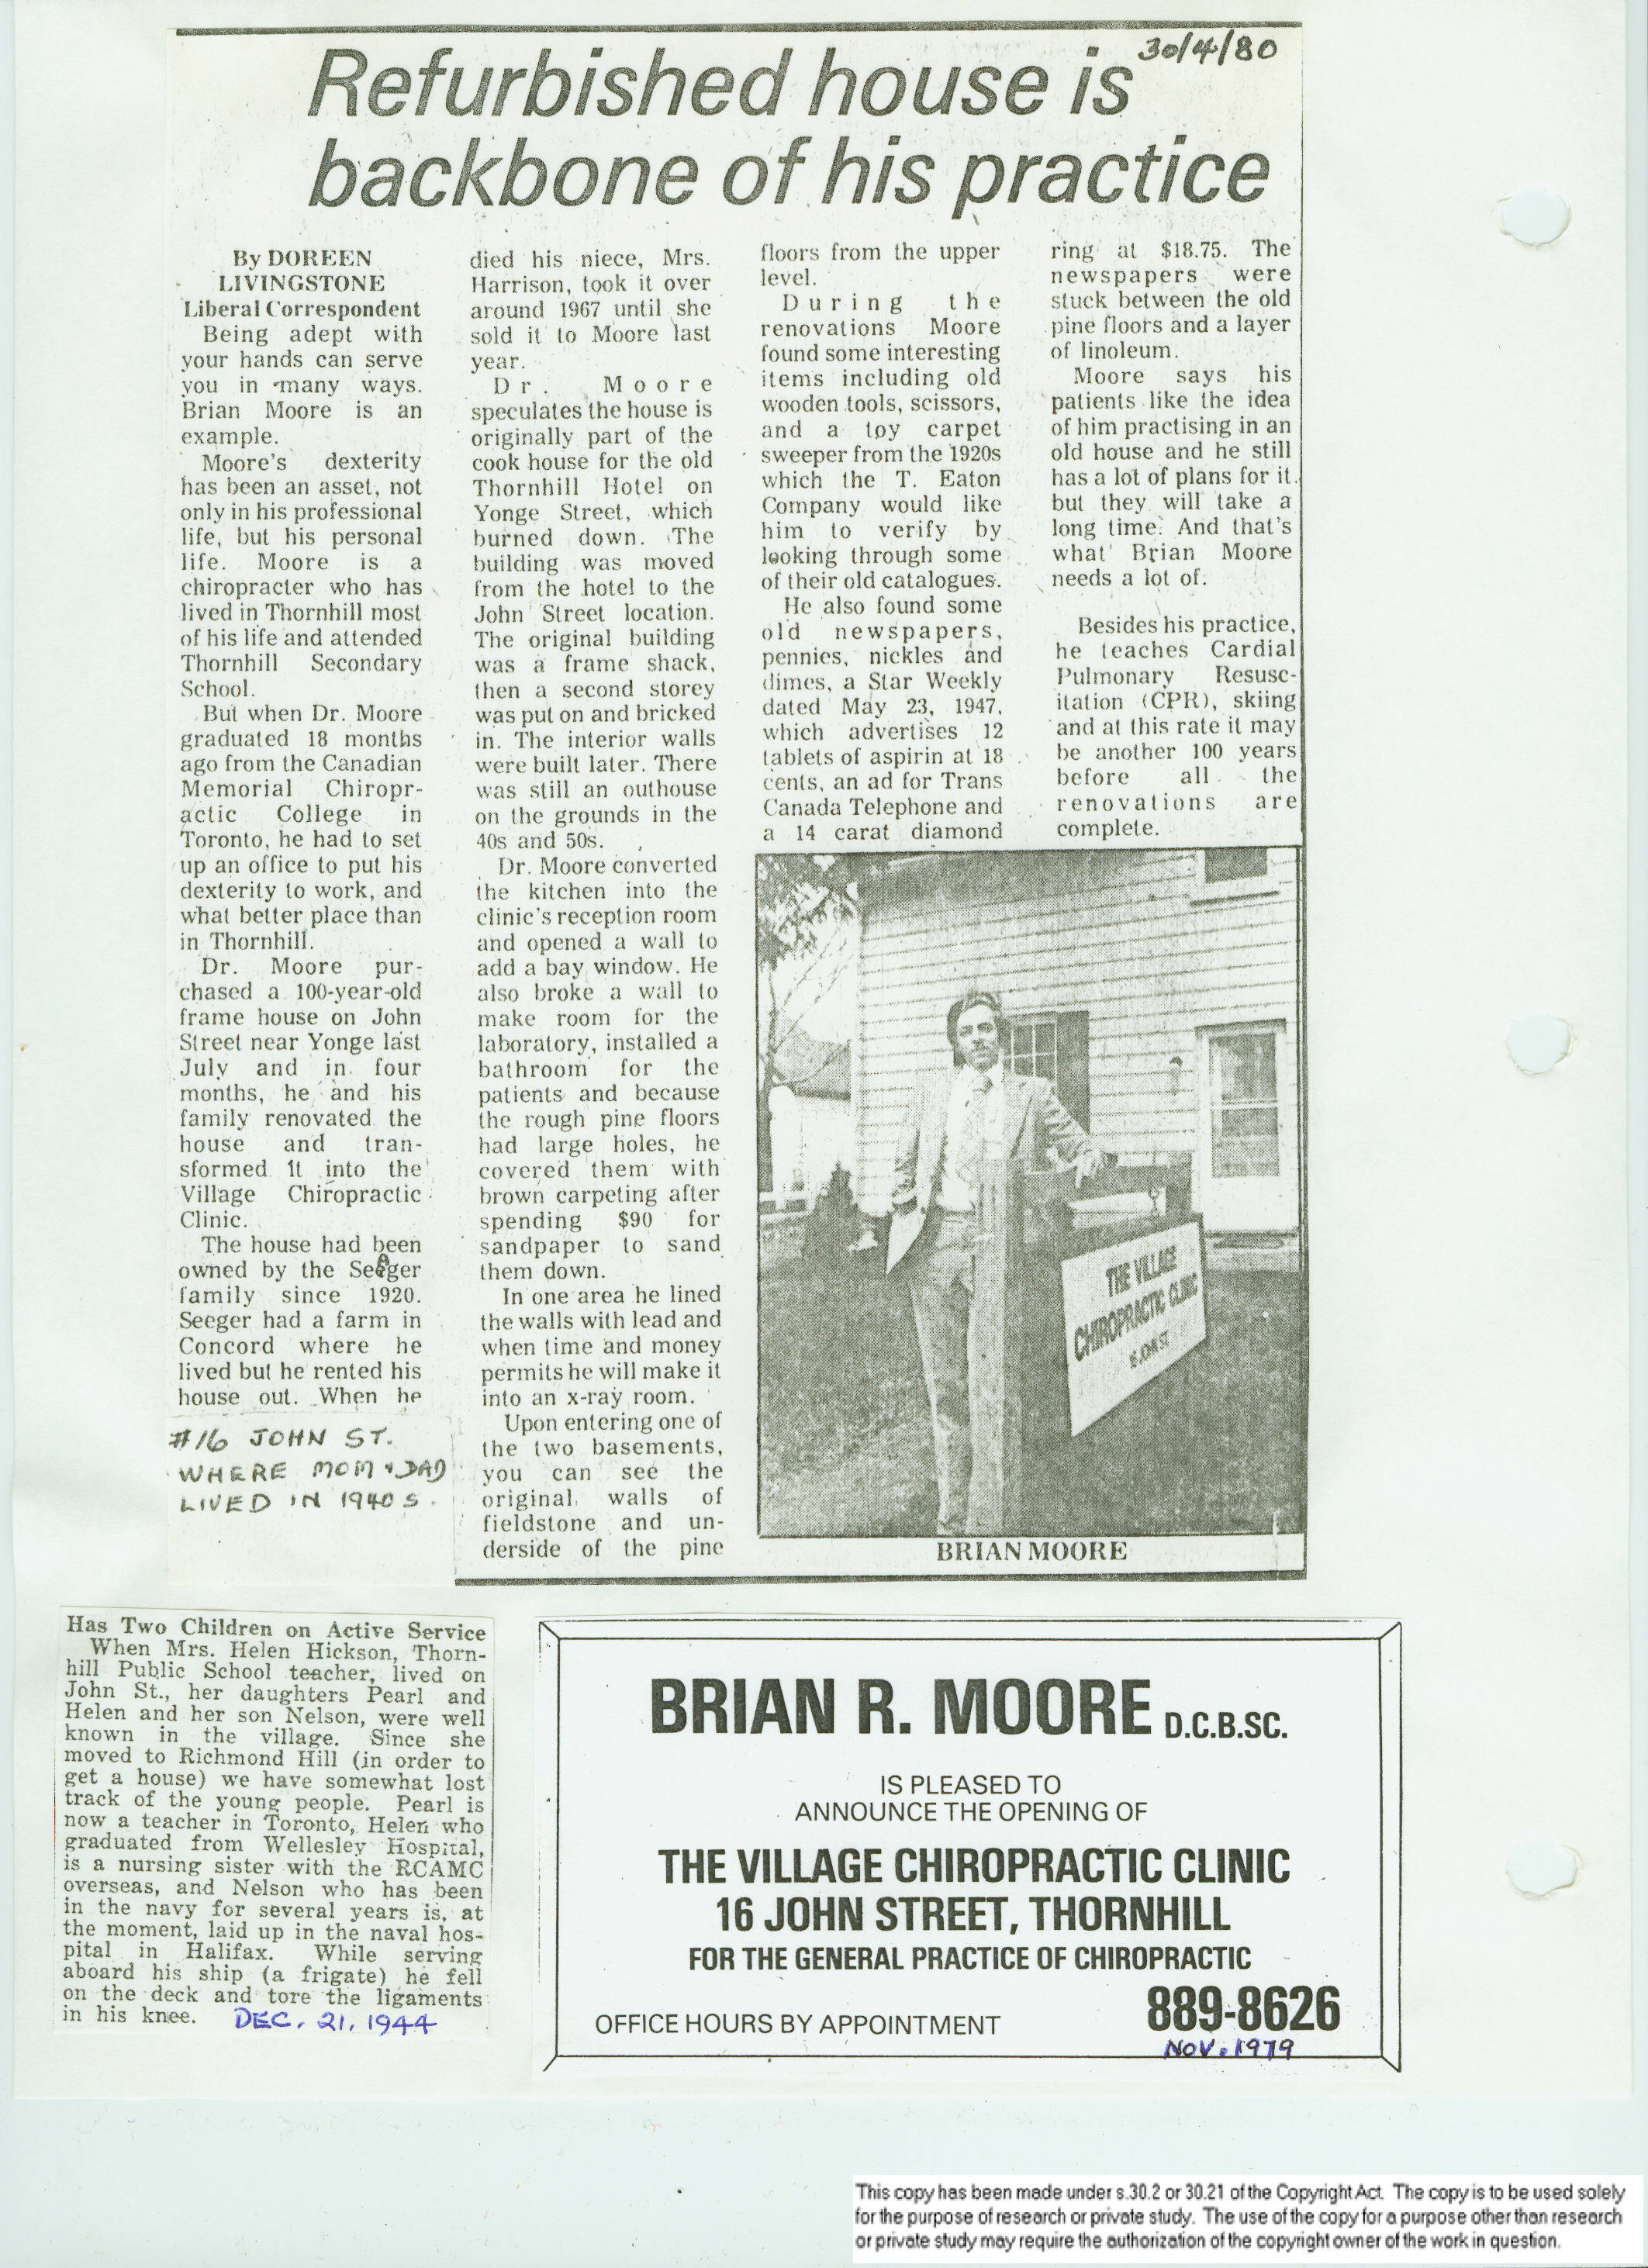 30/4/80
Refurbished house is
backbone of his practice
By DOREEN
LIVINGSTONE
Liberal Correspondent
Being adept with
your hands can serve
you in many ways.
Brian Moore is an
example.
Moore's dexterity
has been an asset, not
only in his professional
life, but his personal
life. Moore is a
chiropracter who has
lived in Thornhill most
of his life and attended
Thornhill Secondary
School.
But when Dr. Moore
graduated 18 months
ago from the Canadian
Memorial Chiropr-
actic College in
Toronto, he had to set
up an office to put his
dexterity to work, and
what better place than
in Thornhill.
Dr. Moore pur-
chased a 100-year-old
frame house on John
Street near Yonge last
July and in four
months, he and his
family renovated the
house and tran-
sformed it into the
Village Chiropractic
Clinic.
The house had been
owned by the Seager
family since 1920.
Seeger had a farm in
Concord where he
lived but he rented his
house out. When he
#16 JOHN ST.
WHERE MOM & DAD
LIVED IN 1940S.
died his niece, Mrs.
Harrison, took it over
around 1967 until she
sold it to Moore last
year.
Dr. Moore
speculates the house is
originally part of the
cook house for the old
Thornhill Hotel on
Yonge Street, which
burned down. The
building was moved
from the hotel to the
John Street location.
The original building
was a frame shack,
then a second storey
was put on and bricked
in. The interior walls
were built later. There
was still an outhouse
on the grounds in the
40s and 50s.
Dr. Moore converted
the kitchen into the
clinic's reception room
and opened a wall to
add a bay window. He
also broke a wall to
make room for the
laboratory, installed a
bathroom for the
patients and because
the rough pine floors
had large holes, he
covered them with
brown carpeting after
spending $90 for
sandpaper to sand
them down.
In one area he lined
the walls with lead and
when time and money
permits he will make it
into an x-ray room.
Upon entering one of
the two basements,
you can see the
original walls of
fieldstone and un-
derside of the pine
floors from the upper
level.
During the
renovations Moore
found some interesting
items including old
wooden tools, scissors,
and a toy carpet
sweeper from the 1920s
which the T. Eaton
Company would like
him to verify by
looking through some
of their old catalogues.
He also found some
old newspapers,
pennies, nickles and
dimes, a Star Weekly
dated May 23, 1947,
which advertises 12
tablets of aspirin at 18
cents, an ad for Trans
Canada Telephone and
a 14 carat diamond
ring at $18.75. The
newspapers were
stuck between the old
pine floors and a layer
of linoleum.
Moore says his
patients like the idea
of him practising in an
old house and he still
has a lot of plans for it
but they will take a
long time. And that's
what Brian Moore
needs a lot of.
Besides his practice,
he teaches Cardial
Pulmonary Resusc-
itation (CPR), skiing
and at this rate it may
be another 100 years
before all the
renovations are
complete.
THE VILLAGE
CHIROPRACTIC CLINIC
16 JOHN ST
BRIAN MOORE
Has Two Children on Active Service
When Mrs. Helen Hickson, Thorn-
hill Public School teacher, lived on
John St., her daughters Pearl and
Helen and her son Nelson, were well
known in the village. Since she
moved to Richmond Hill (in order to
get a house) we have somewhat lost
track of the young people. Pearl is
now a teacher in Toronto, Helen who
graduated from Wellesley Hospital,
is a nursing sister with the RCAMC
overseas, and Nelson who has been
in the navy for several years is, at
the moment, laid up in the naval hos-
pital in Halifax. While serving
aboard his ship (a frigate) he fell
on the deck and tore the ligaments
in his knee. DEC. 21, 1944
BRIAN R. MOORE D.C.B.SC.
IS PLEASED TO
ANNOUNCE THE OPENING OF
THE VILLAGE CHIROPRACTIC CLINIC
16 JOHN STREET, THORNHILL
FOR THE GENERAL PRACTICE OF CHIROPRACTIC
OFFICE HOURS BY APPOINTMENT 889-8626
NOV. 1979
This copy has been made under s.30.2 or 30.21 of the Copyright Act. The copy is to be used solely
for the purpose of research or private study. The use of the copy for a purpose other than research
or private study may require the authorization of the copyright owner of the work in question.